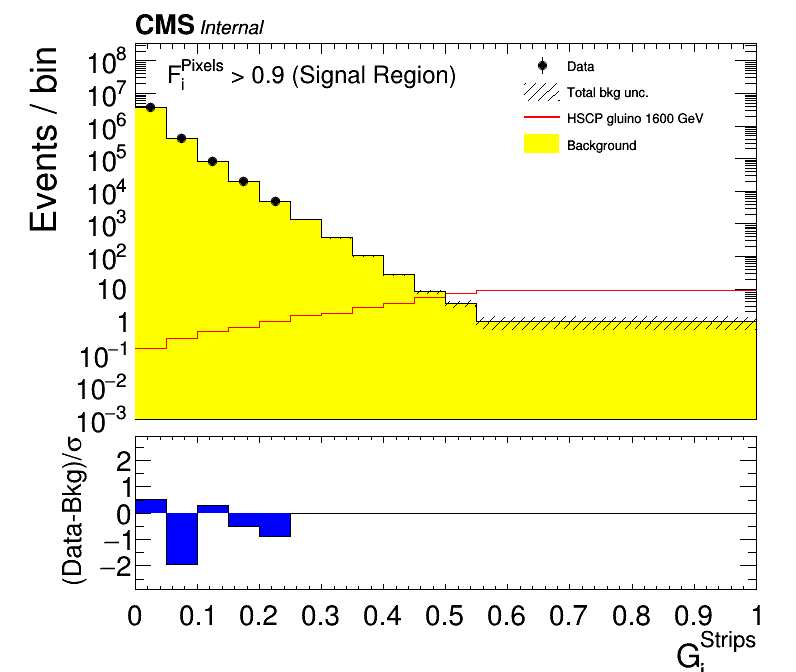 CMS Internal
F_i^Pixels > 0.9 (Signal Region)
Data
Total bkg unc.
HSCP gluino 1600 GeV
Background
Events / bin
10^8
10^7
10^6
10^5
10^4
10^3
10^2
10
1
10^−1
10^−2
10^−3
(Data-Bkg)/σ
2
1
0
−1
−2
0 0.1 0.2 0.3 0.4 0.5 0.6 0.7 0.8 0.9 1
G_i^Strips